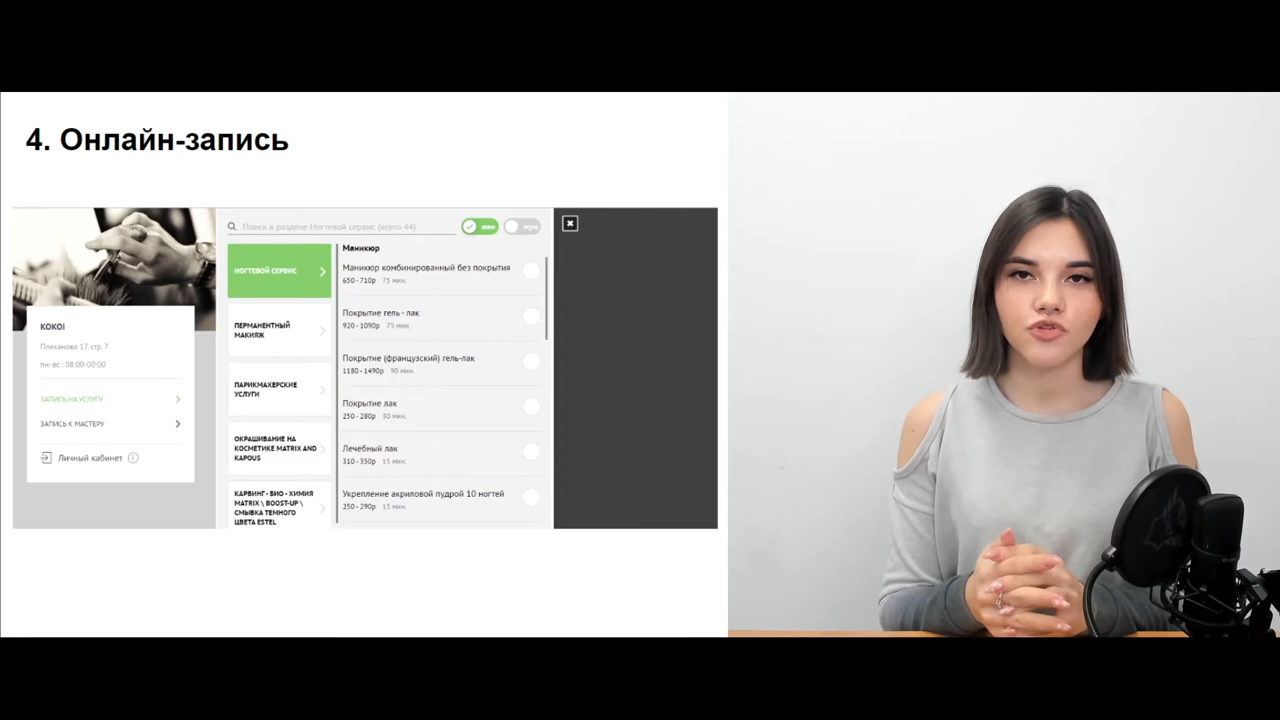 4. Онлайн-запись
Поиск в разделе Ногтевой сервис (всего 44)
жен
муж
KOKOI
Плеханова 17, стр. 7
пн-вс : 08:00-00:00
ЗАПИСЬ НА УСЛУГУ
ЗАПИСЬ К МАСТЕРУ
Личный кабинет
НОГТЕВОЙ СЕРВИС
ПЕРМАНЕНТНЫЙ
МАКИЯЖ
ПАРИКМАХЕРСКИЕ
УСЛУГИ
ОКРАШИВАНИЕ НА
КОСМЕТИКЕ MATRIX AND
KAPOUS
КАРВИНГ - БИО - ХИМИЯ
MATRIX \ BOOST-UP \
СМЫВКА ТЕМНОГО
ЦВЕТА ESTEL
Маникюр
Маникюр комбинированный без покрытия
650 - 710р 75 мин.
Покрытие гель - лак
920 - 1090р 75 мин.
Покрытие (французский) гель-лак
1180 - 1490р 90 мин.
Покрытие лак
250 - 280р 30 мин.
Лечебный лак
310 - 350р 15 мин.
Укрепление акриловой пудрой 10 ногтей
250 - 290р 15 мин.